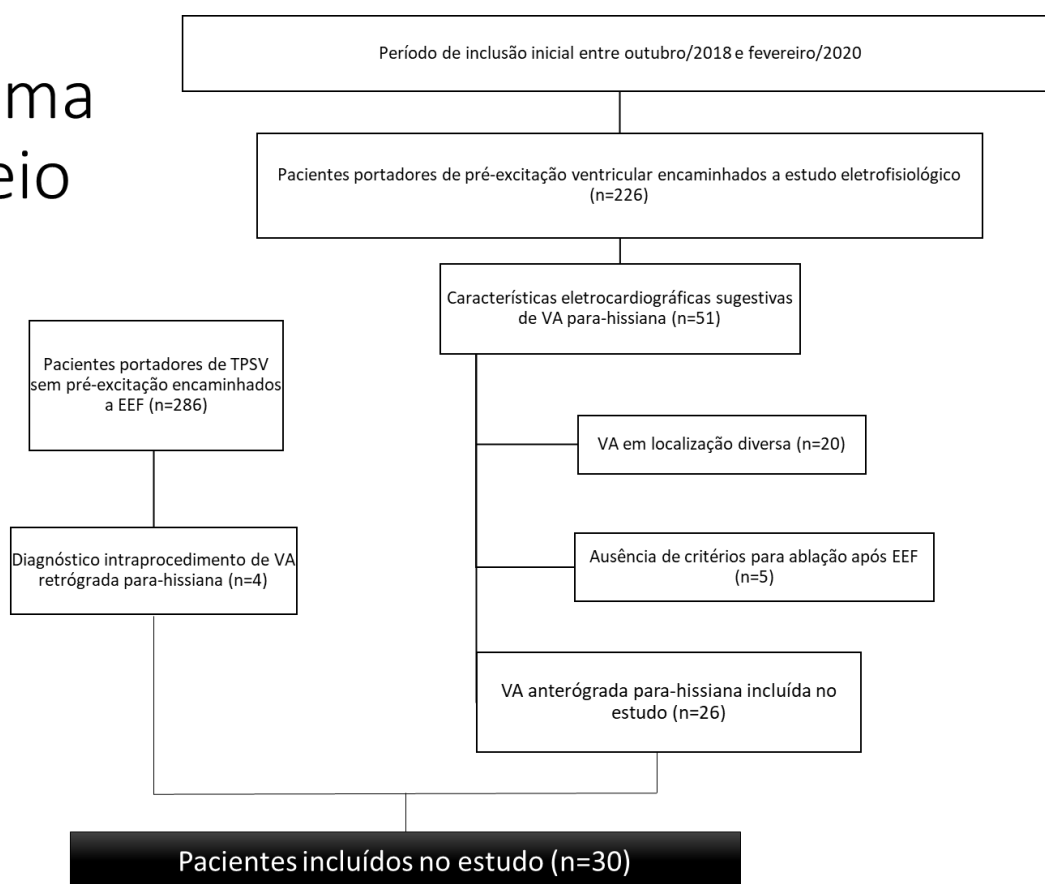 Período de inclusão inicial entre outubro/2018 e fevereiro/2020
Pacientes portadores de pré-excitação ventricular encaminhados a estudo eletrofisiológico
(n=226)
Características eletrocardiográficas sugestivas
de VA para-hissiana (n=51)
Pacientes portadores de TPSV
sem pré-excitação encaminhados
a EEF (n=286)
VA em localização diversa (n=20)
Diagnóstico intraprocedimento de VA
retrógrada para-hissiana (n=4)
Ausência de critérios para ablação após EEF
(n=5)
VA anterógrada para-hissiana incluída no
estudo (n=26)
Pacientes incluídos no estudo (n=30)